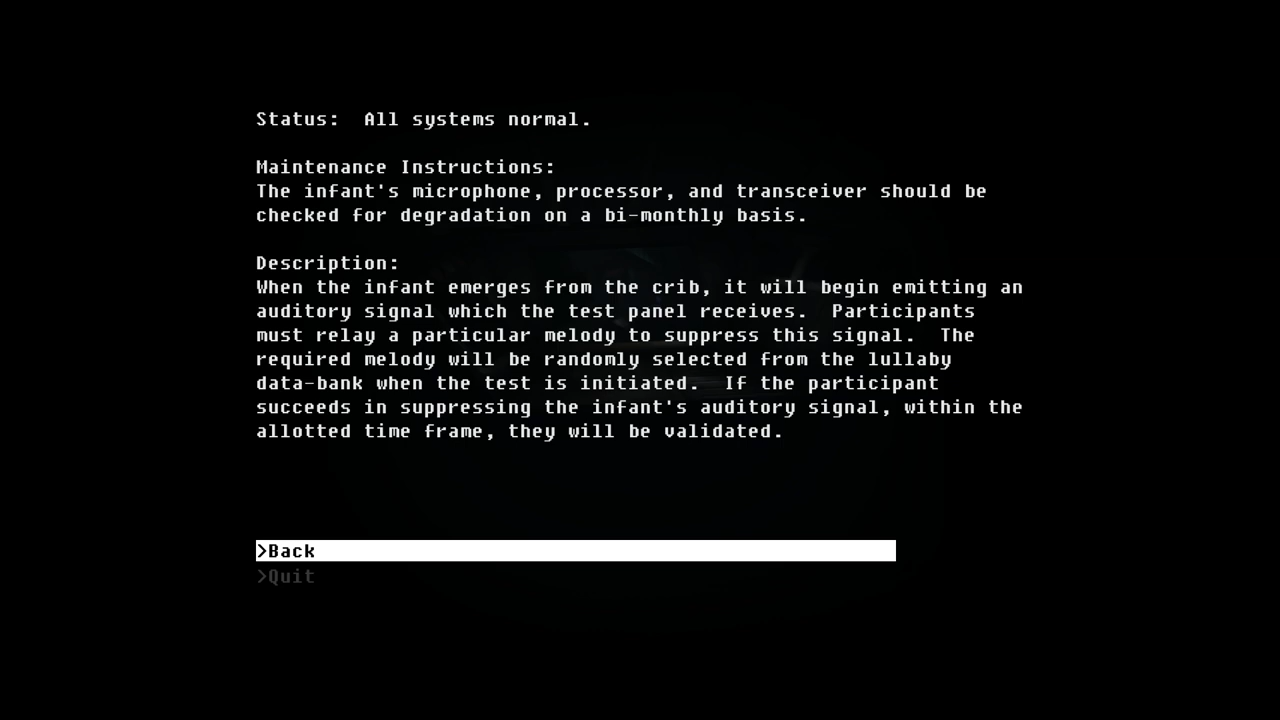 Status:  All systems normal.
Maintenance Instructions:
The infant's microphone, processor, and transceiver should be
checked for degradation on a bi-monthly basis.
Description:
When the infant emerges from the crib, it will begin emitting an
auditory signal which the test panel receives.  Participants
must relay a particular melody to suppress this signal.  The
required melody will be randomly selected from the lullaby
data-bank when the test is initiated.  If the participant
succeeds in suppressing the infant's auditory signal, within the
allotted time frame, they will be validated.
>Back
>Quit